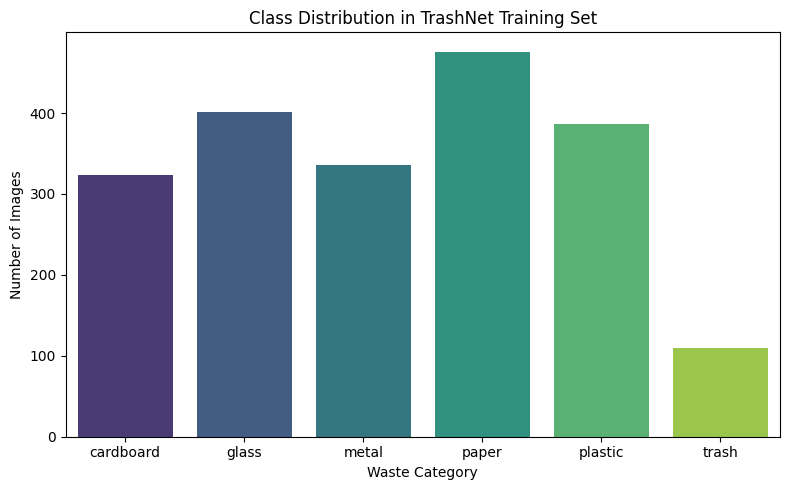 Class Distribution in TrashNet Training Set
Number of Images
400
300
200
100
0
cardboard glass metal paper plastic trash
Waste Category